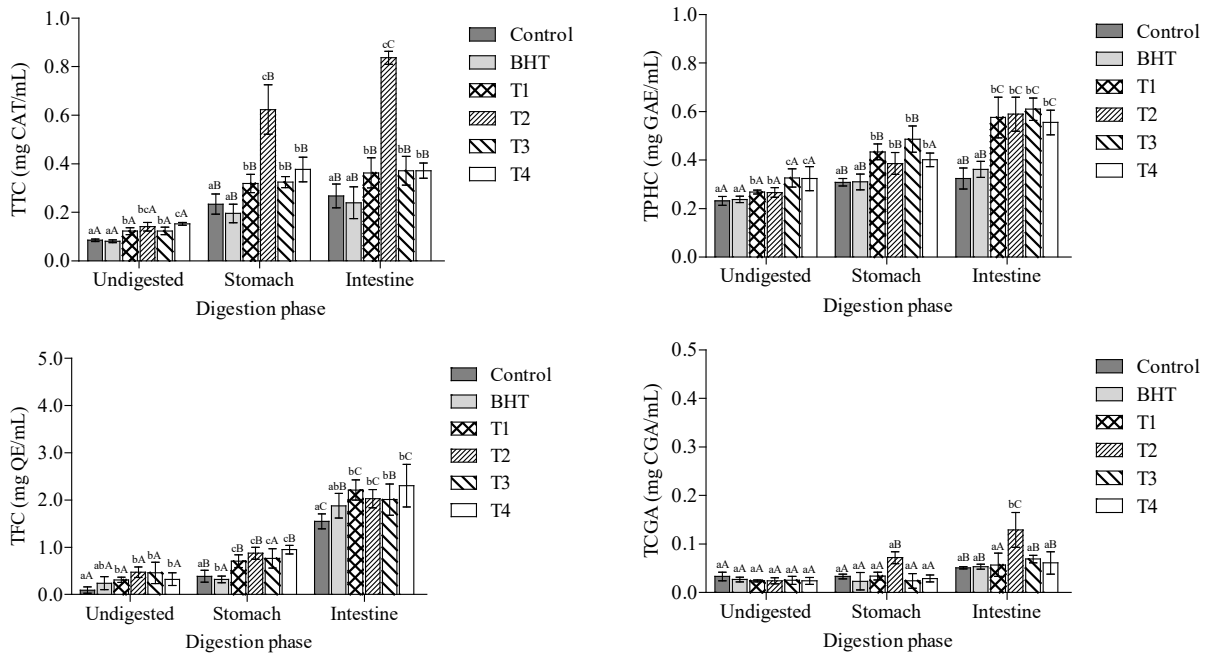 1.0
0.8
0.6
0.4
0.2
0.0
TTC (mg CAT/mL)
aA aA bA bcA bA cA
aB aB bB cB bB bB
aB aB bB cC bB bB
Undigested Stomach Intestine
Digestion phase
Control
BHT
T1
T2
T3
T4
1.0
0.8
0.6
0.4
0.2
0.0
TPHC (mg GAE/mL)
aA aA bA bA cA cA
aB aB bB bB bB bB
aB aB bC bC bC bC
Undigested Stomach Intestine
Digestion phase
Control
BHT
T1
T2
T3
T4
5.0
4.0
3.0
2.0
1.0
0.0
TFC (mg QE/mL)
aA abA bA bA bA bA
aB bA cB cB cA cB
aC abB bC bC bB bC
Undigested Stomach Intestine
Digestion phase
Control
BHT
T1
T2
T3
T4
0.5
0.4
0.3
0.2
0.1
0.0
TCGA (mg CGA/mL)
aA aA aA aA aA aA
aA aA aA aB aA aA
aB aB aA bC aB aB
Undigested Stomach Intestine
Digestion phase
Control
BHT
T1
T2
T3
T4